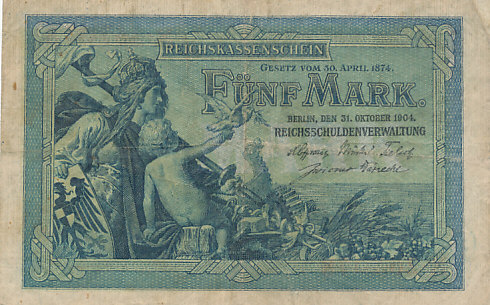 REICHSKASSENSCHEIN
GESETZ VOM 30. APRIL 1874.
FÜNF MARK.
BERLIN, DEN 31. OKTOBER 1904.
REICHSSCHULDENVERWALTUNG